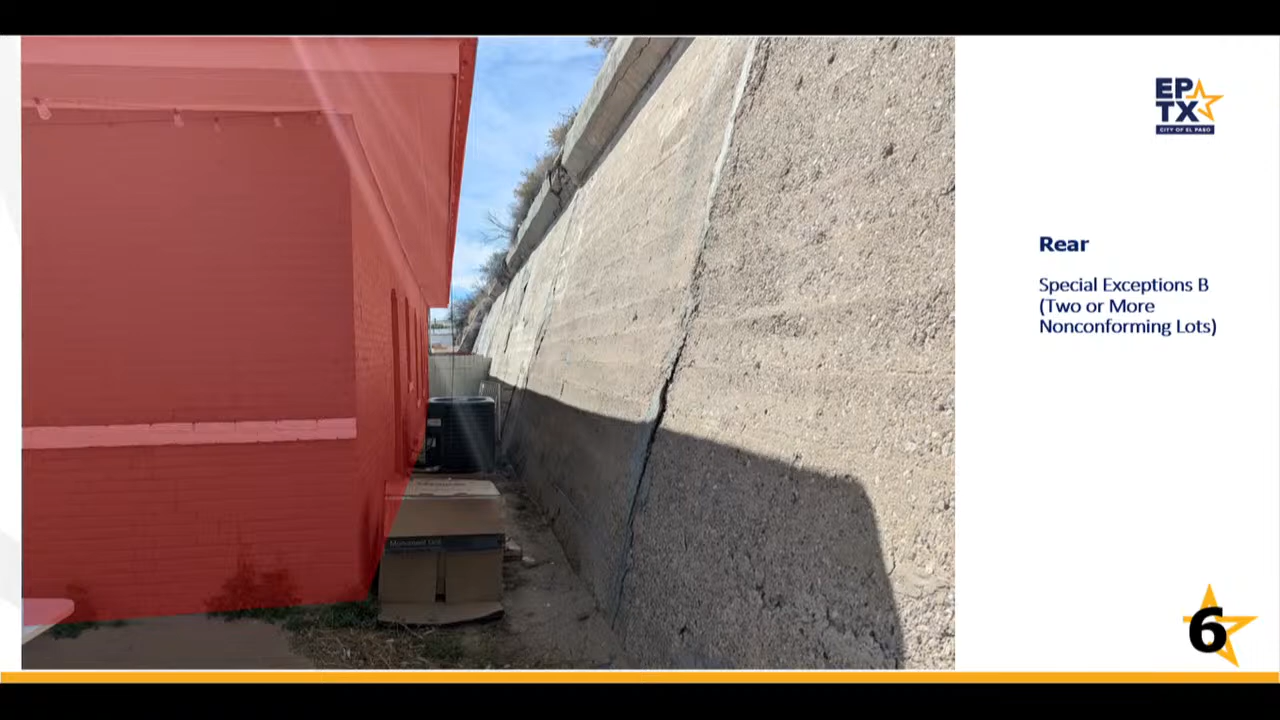 EP
TX
CITY OF EL PASO
Rear
Special Exceptions B
(Two or More
Nonconforming Lots)
6